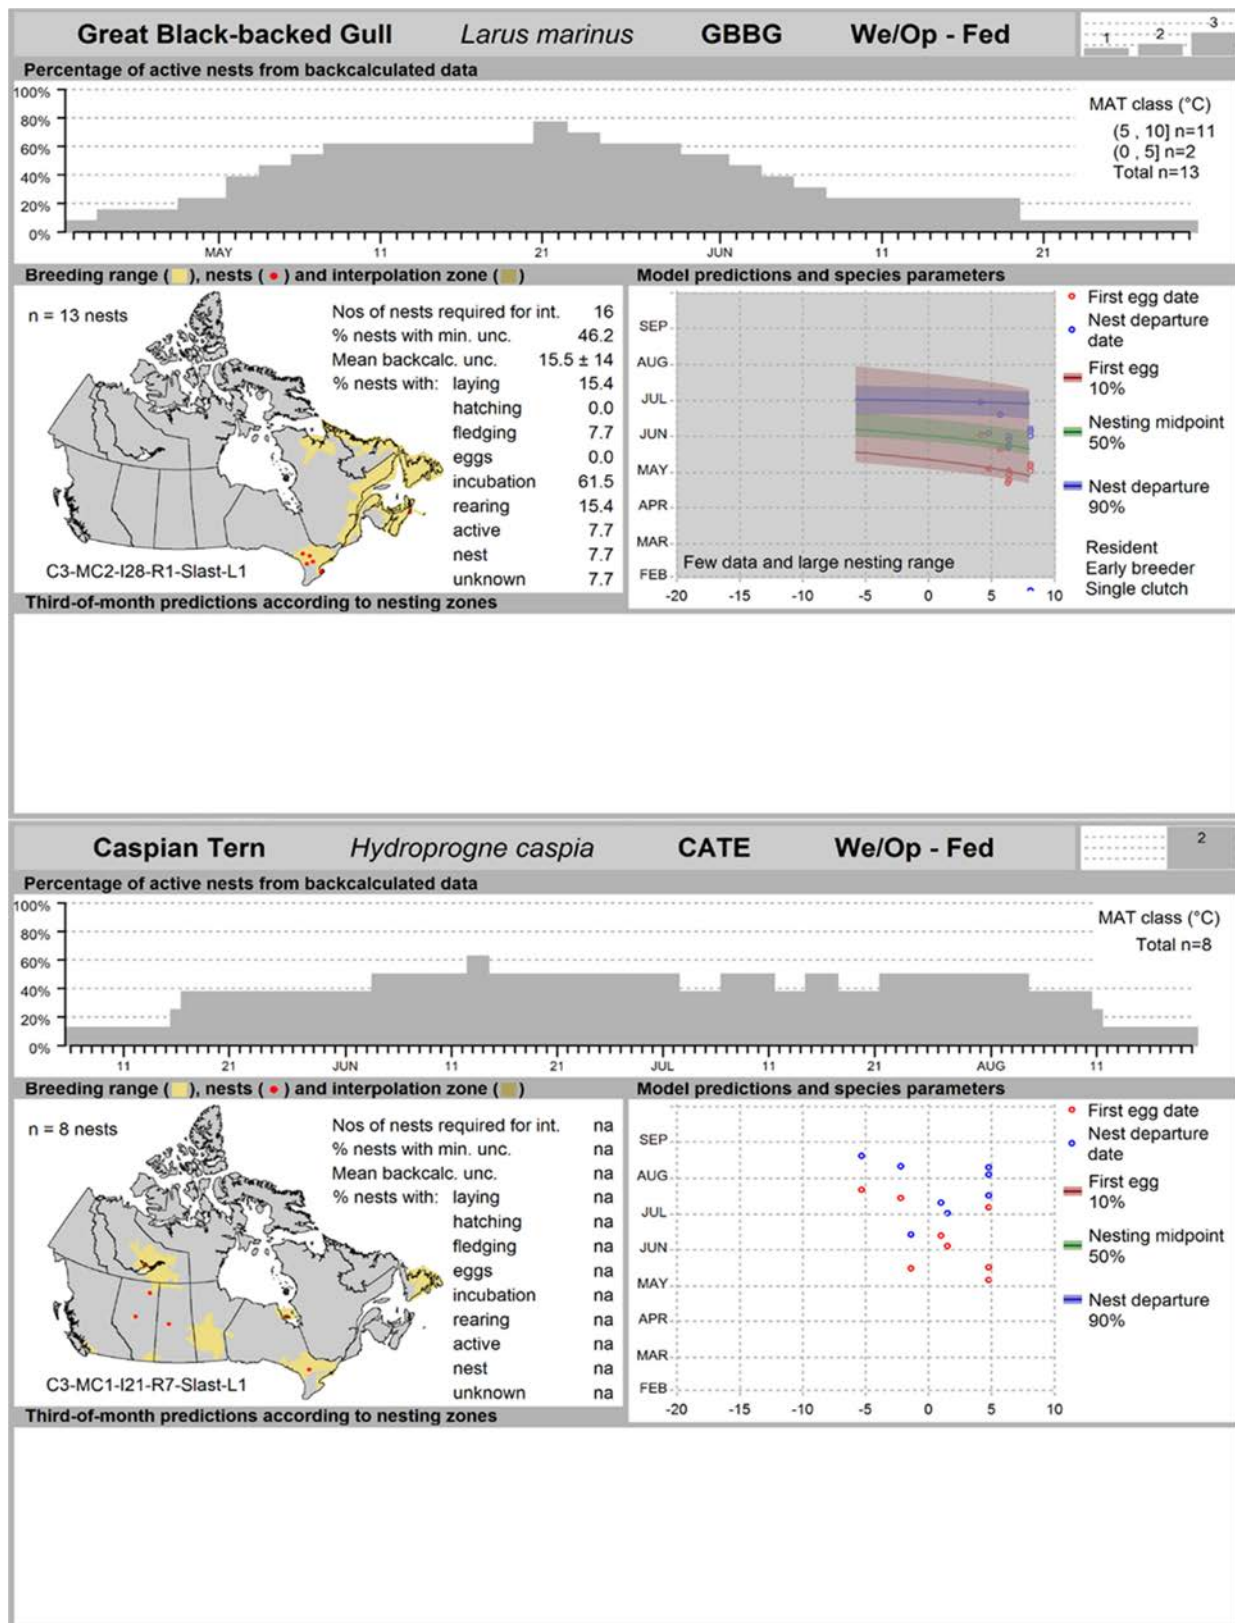 Great Black-backed Gull Larus marinus GBBG We/Op - Fed
1 2 3
Percentage of active nests from backcalculated data
100%
80%
60%
40%
20%
0%
MAT class (°C)
(5 , 10] n=11
(0 , 5] n=2
Total n=13
MAY 11 21 JUN 11 21
Breeding range ( ), nests ( ) and interpolation zone ( )
n = 13 nests
C3-MC2-I28-R1-Slast-L1
Nos of nests required for int. 16
% nests with min. unc. 46.2
Mean backcalc. unc. 15.5 ± 14
% nests with: laying 15.4
hatching 0.0
fledging 7.7
eggs 0.0
incubation 61.5
rearing 15.4
active 7.7
nest 7.7
unknown 7.7
Model predictions and species parameters
SEP
AUG
JUL
JUN
MAY
APR
MAR
FEB
Few data and large nesting range
-20 -15 -10 -5 0 5 10
First egg date
Nest departure
date
First egg
10%
Nesting midpoint
50%
Nest departure
90%
Resident
Early breeder
Single clutch
Third-of-month predictions according to nesting zones
Caspian Tern Hydroprogne caspia CATE We/Op - Fed
2
Percentage of active nests from backcalculated data
100%
80%
60%
40%
20%
0%
MAT class (°C)
Total n=8
11 21 JUN 11 21 JUL 11 21 AUG 11
Breeding range ( ), nests ( ) and interpolation zone ( )
n = 8 nests
C3-MC1-I21-R7-Slast-L1
Nos of nests required for int. na
% nests with min. unc. na
Mean backcalc. unc. na
% nests with: laying na
hatching na
fledging na
eggs na
incubation na
rearing na
active na
nest na
unknown na
Model predictions and species parameters
SEP
AUG
JUL
JUN
MAY
APR
MAR
FEB
-20 -15 -10 -5 0 5 10
First egg date
Nest departure
date
First egg
10%
Nesting midpoint
50%
Nest departure
90%
Third-of-month predictions according to nesting zones